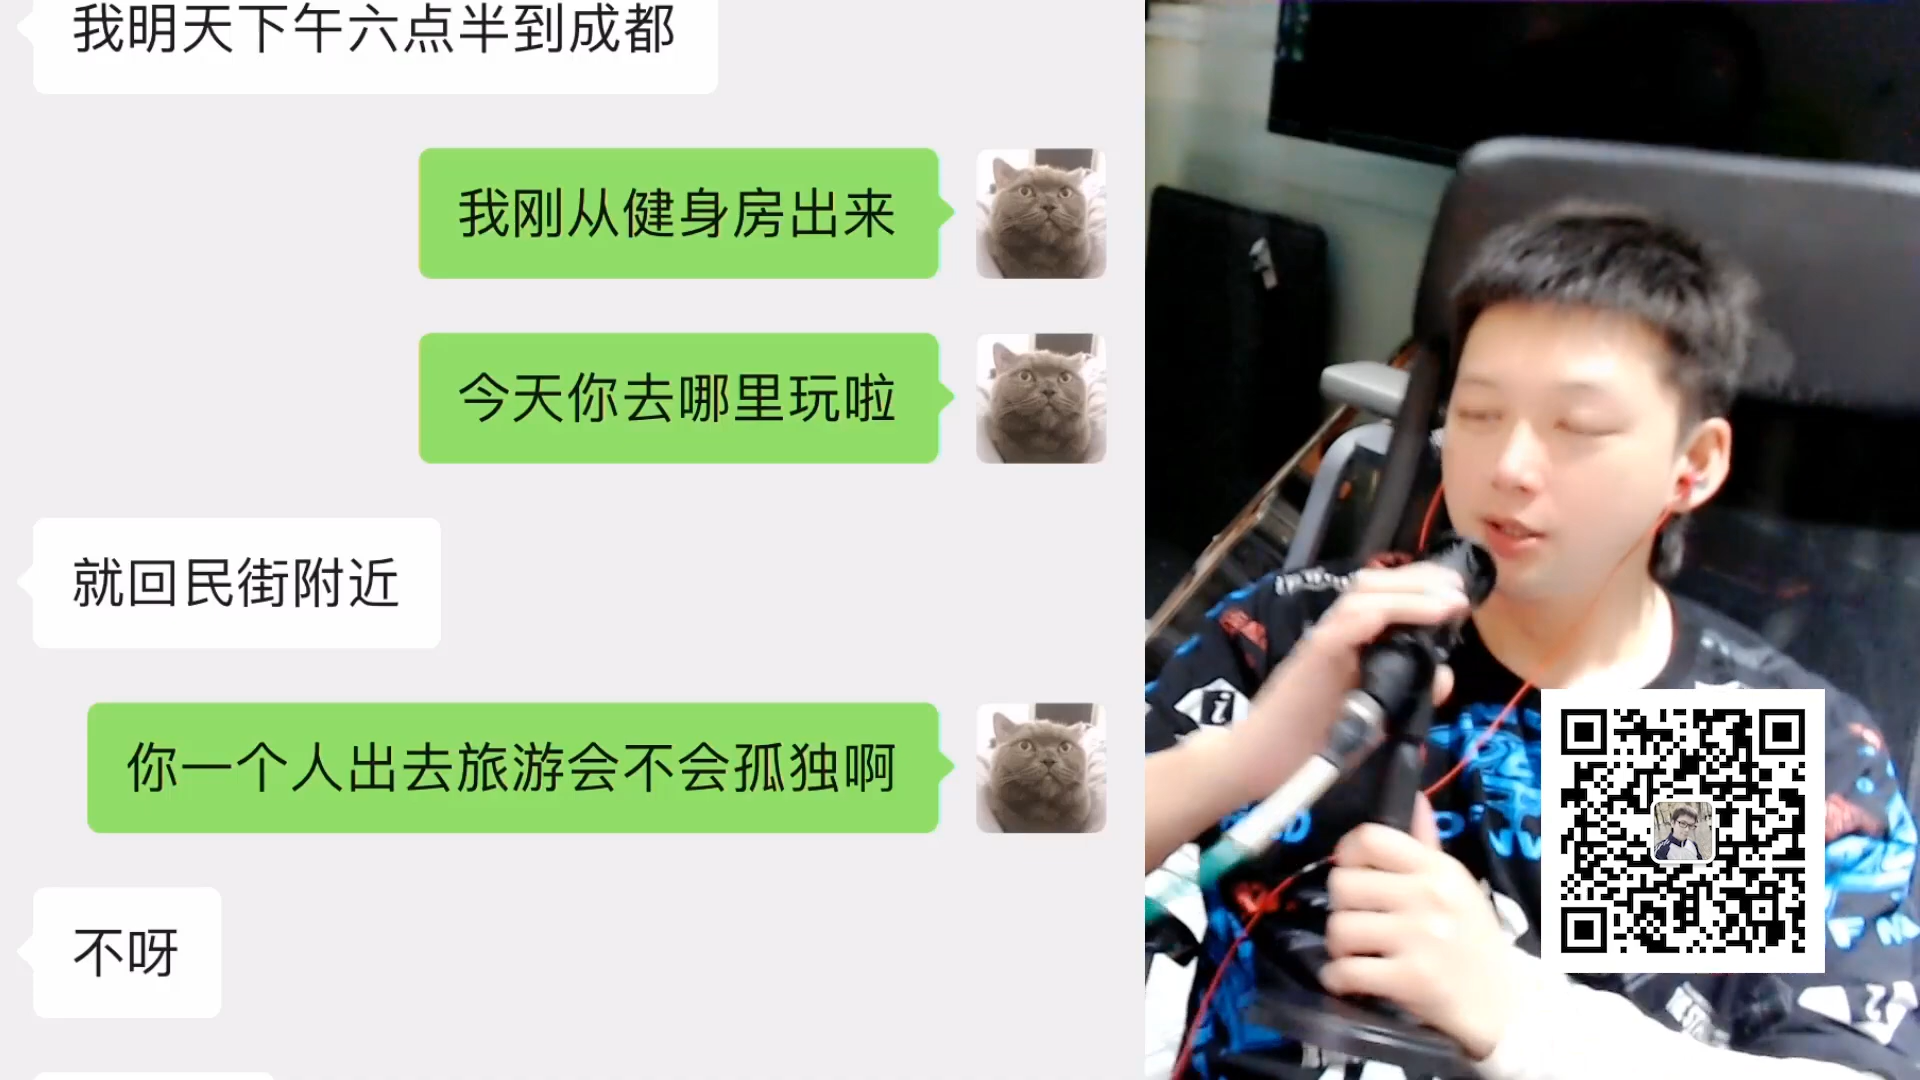 我明天下午六点半到成都
我刚从健身房出来
今天你去哪里玩啦
就回民街附近
你一个人出去旅游会不会孤独啊
不呀